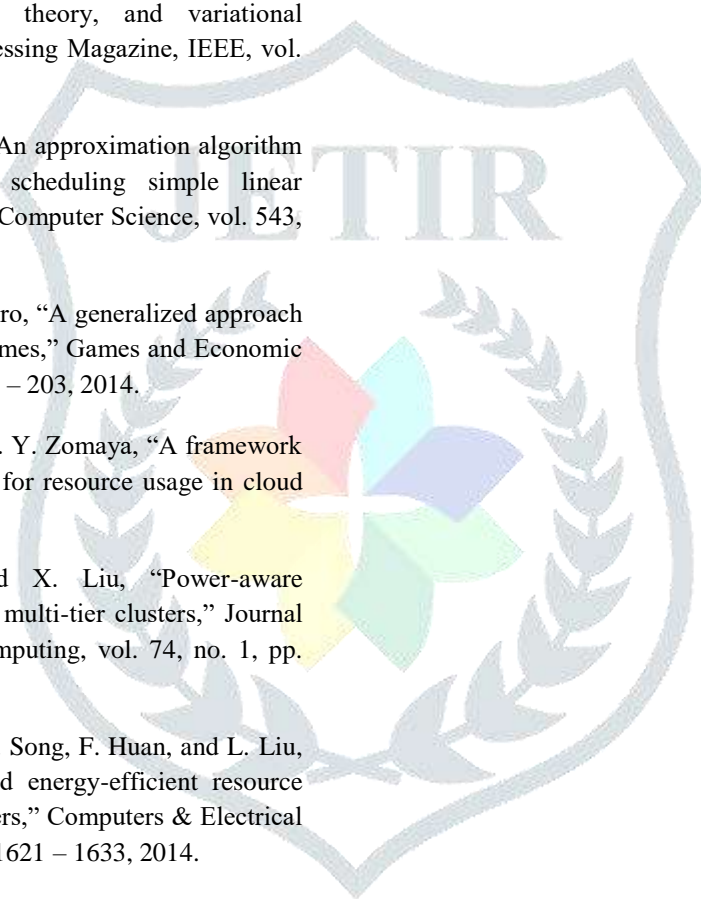 theory, and variational
essing Magazine, IEEE, vol.
An approximation algorithm
scheduling simple linear
Computer Science, vol. 543,
JETIR
ro, “A generalized approach
mes,” Games and Economic
– 203, 2014.
. Y. Zomaya, “A framework
for resource usage in cloud
d X. Liu, “Power-aware
multi-tier clusters,” Journal
mputing, vol. 74, no. 1, pp.
Song, F. Huan, and L. Liu,
d energy-efficient resource
ers,” Computers & Electrical
1621 – 1633, 2014.